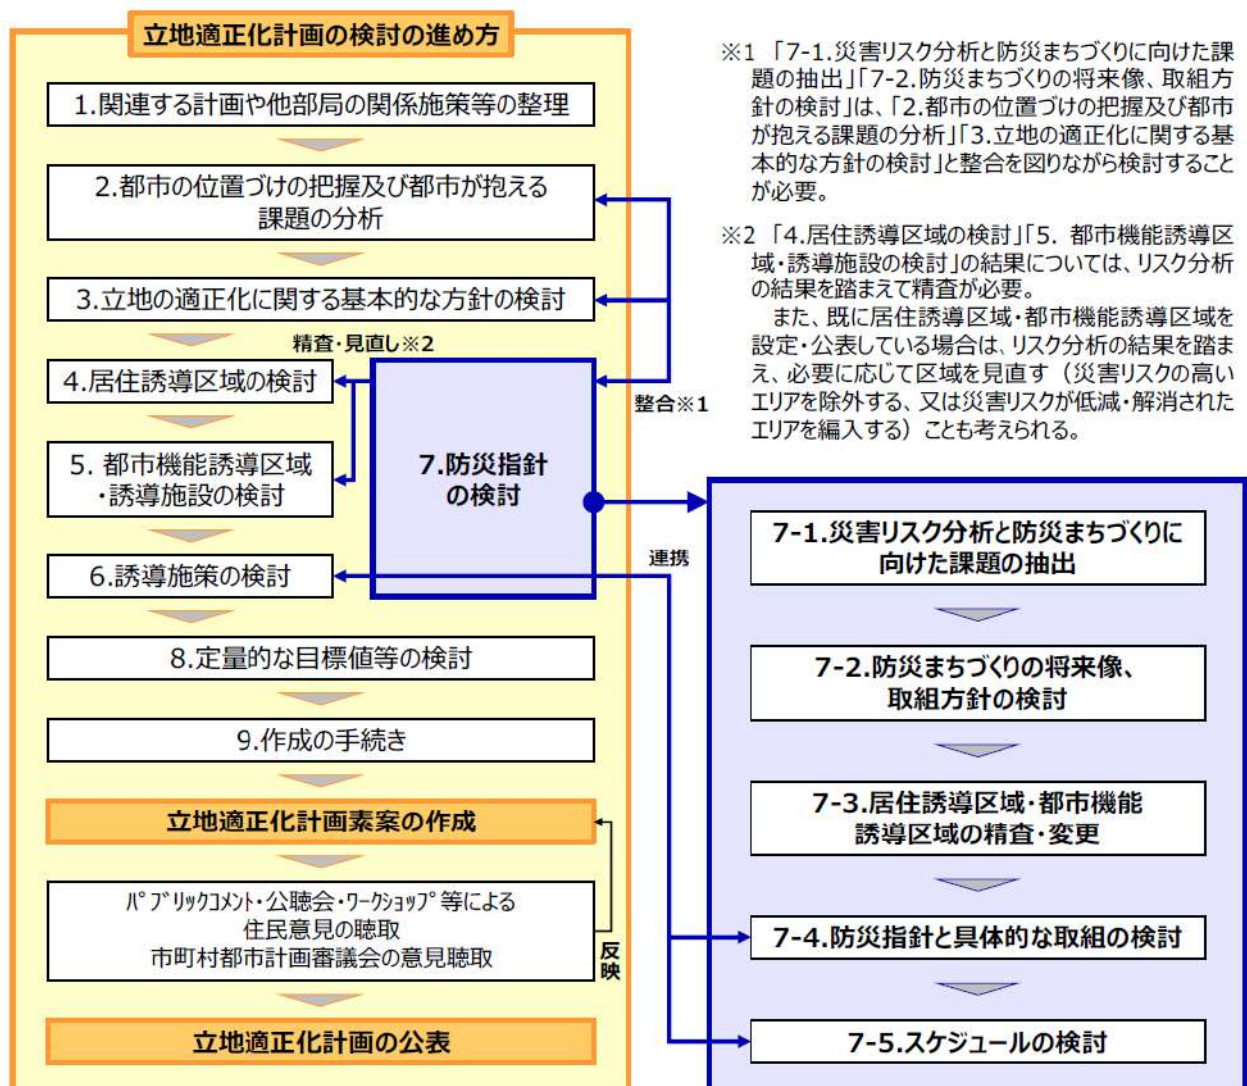 立地適正化計画の検討の進め方
1.関連する計画や他部局の関係施策等の整理
2.都市の位置づけの把握及び都市が抱える
課題の分析
3.立地の適正化に関する基本的な方針の検討
精査・見直し※2
4.居住誘導区域の検討
整合※1
5. 都市機能誘導区域
・誘導施設の検討
7.防災指針
の検討
6.誘導施策の検討
連携
8.定量的な目標値等の検討
9.作成の手続き
立地適正化計画素案の作成
ﾊﾟﾌﾞﾘｯｸｺﾒﾝﾄ・公聴会・ﾜｰｸｼｮｯﾌﾟ等による
住民意見の聴取
市町村都市計画審議会の意見聴取
反
映
立地適正化計画の公表
※1 「7-1.災害リスク分析と防災まちづくりに向けた課
題の抽出」「7-2.防災まちづくりの将来像、取組方
針の検討」は、「2.都市の位置づけの把握及び都市
が抱える課題の分析」「3.立地の適正化に関する基
本的な方針の検討」と整合を図りながら検討すること
が必要。
※2 「4.居住誘導区域の検討」「5. 都市機能誘導区
域・誘導施設の検討」の結果については、リスク分析
の結果を踏まえて精査が必要。
また、既に居住誘導区域・都市機能誘導区域を
設定・公表している場合は、リスク分析の結果を踏ま
え、必要に応じて区域を見直す（災害リスクの高い
エリアを除外する、又は災害リスクが低減・解消された
エリアを編入する）ことも考えられる。
7-1.災害リスク分析と防災まちづくりに
向けた課題の抽出
7-2.防災まちづくりの将来像、
取組方針の検討
7-3.居住誘導区域・都市機能
誘導区域の精査・変更
7-4.防災指針と具体的な取組の検討
7-5.スケジュールの検討